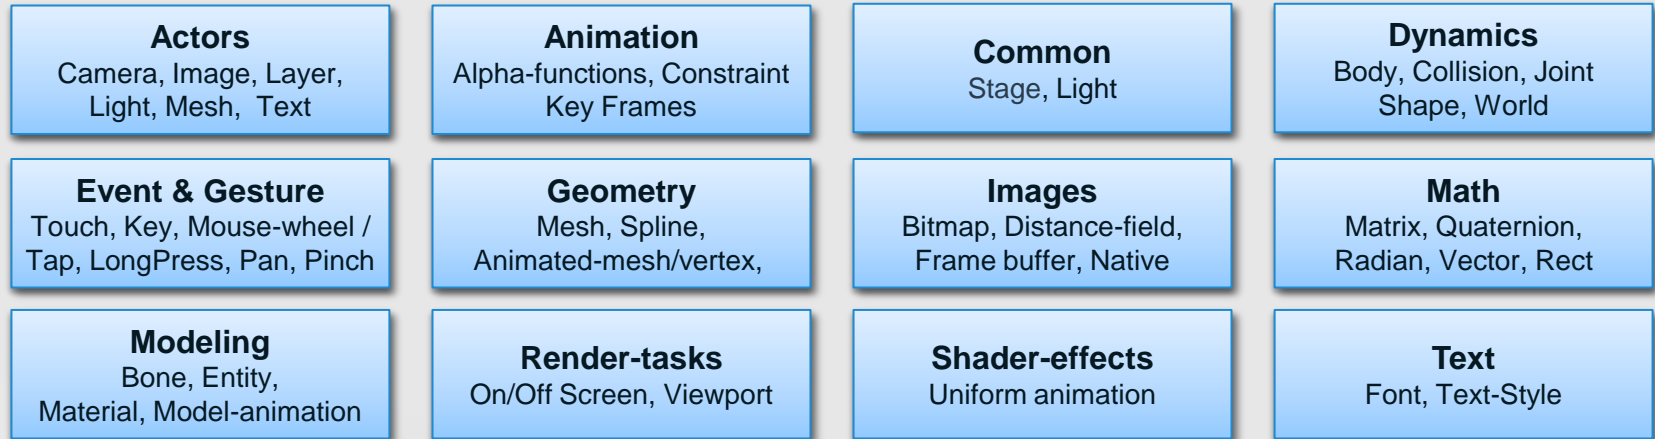 Actors
Camera, Image, Layer,
Light, Mesh, Text
Animation
Alpha-functions, Constraint
Key Frames
Common
Stage, Light
Dynamics
Body, Collision, Joint
Shape, World
Event & Gesture
Touch, Key, Mouse-wheel /
Tap, LongPress, Pan, Pinch
Geometry
Mesh, Spline,
Animated-mesh/vertex,
Images
Bitmap, Distance-field,
Frame buffer, Native
Math
Matrix, Quaternion,
Radian, Vector, Rect
Modeling
Bone, Entity,
Material, Model-animation
Render-tasks
On/Off Screen, Viewport
Shader-effects
Uniform animation
Text
Font, Text-Style